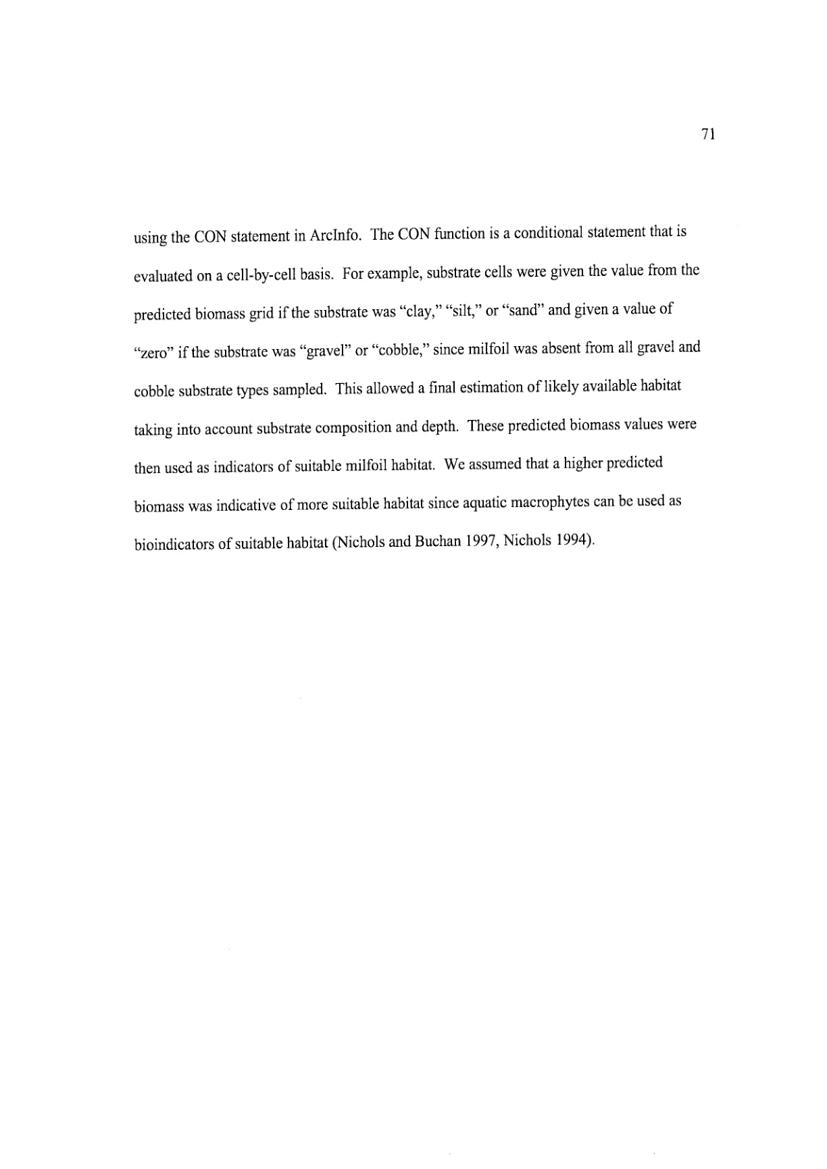 71
using the CON statement in ArcInfo. The CON function is a conditional statement that is
evaluated on a cell-by-cell basis. For example, substrate cells were given the value from the
predicted biomass grid if the substrate was “clay,” “silt,” or “sand” and given a value of
“zero” if the substrate was “gravel” or “cobble,” since milfoil was absent from all gravel and
cobble substrate types sampled. This allowed a final estimation of likely available habitat
taking into account substrate composition and depth. These predicted biomass values were
then used as indicators of suitable milfoil habitat. We assumed that a higher predicted
biomass was indicative of more suitable habitat since aquatic macrophytes can be used as
bioindicators of suitable habitat (Nichols and Buchan 1997, Nichols 1994).